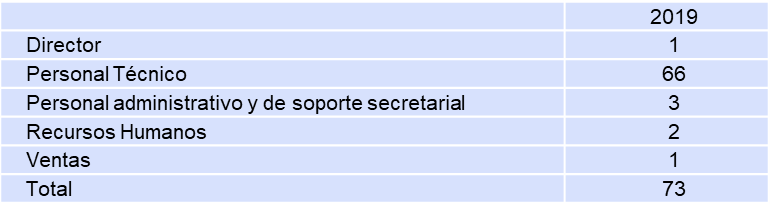 2019
Director 1
Personal Técnico 66
Personal administrativo y de soporte secretarial 3
Recursos Humanos 2
Ventas 1
Total 73